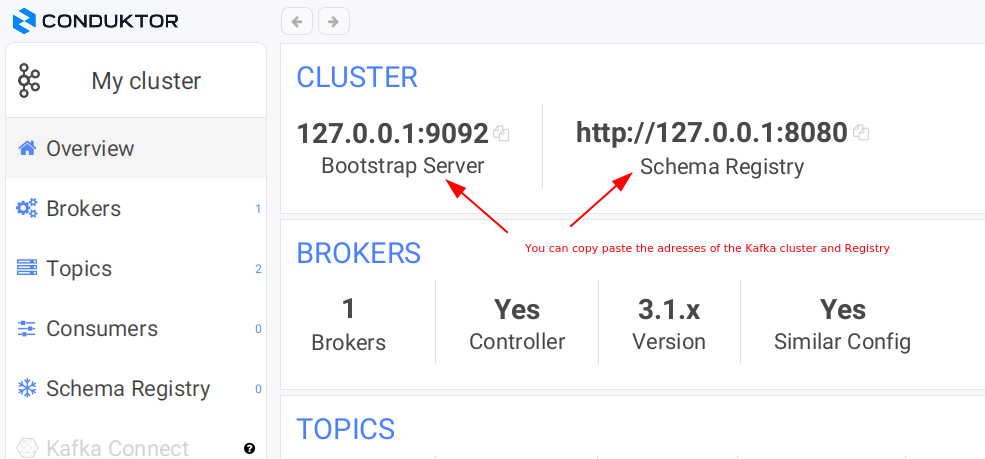 CONDUKTOR
My cluster
Overview
Brokers 1
Topics 2
Consumers 0
Schema Registry 0
Kafka Connect ?
CLUSTER
127.0.0.1:9092 http://127.0.0.1:8080
Bootstrap Server Schema Registry
You can copy paste the adresses of the Kafka cluster and Registry
BROKERS
1 Yes 3.1.x Yes
Brokers Controller Version Similar Config
TOPICS